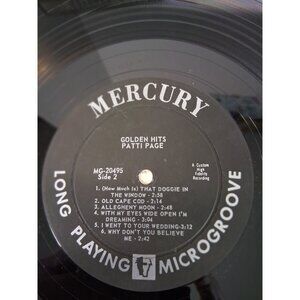 MERCURY
GOLDEN HITS
PATTI PAGE
MG-20495
Side 2
A Custom
High
Fidelity
Recording
1. (How Much Is) THAT DOGGIE IN
THE WINDOW - 2:58
2. OLD CAPE COD - 2:14
3. ALLEGHENY MOON - 2:48
4. WITH MY EYES WIDE OPEN I'M
DREAMING - 3:04
5. I WENT TO YOUR WEDDING-3:12
6. WHY DON'T YOU BELIEVE
ME - 2:42
LONG PLAYING MICROGROOVE